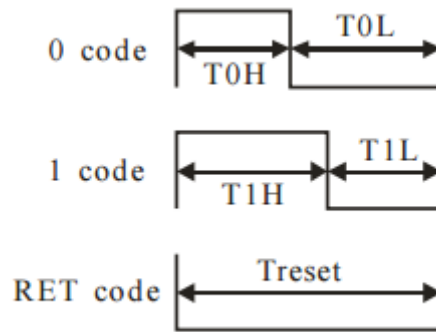 0 code
T0H
T0L
1 code
T1H
T1L
RET code
Treset